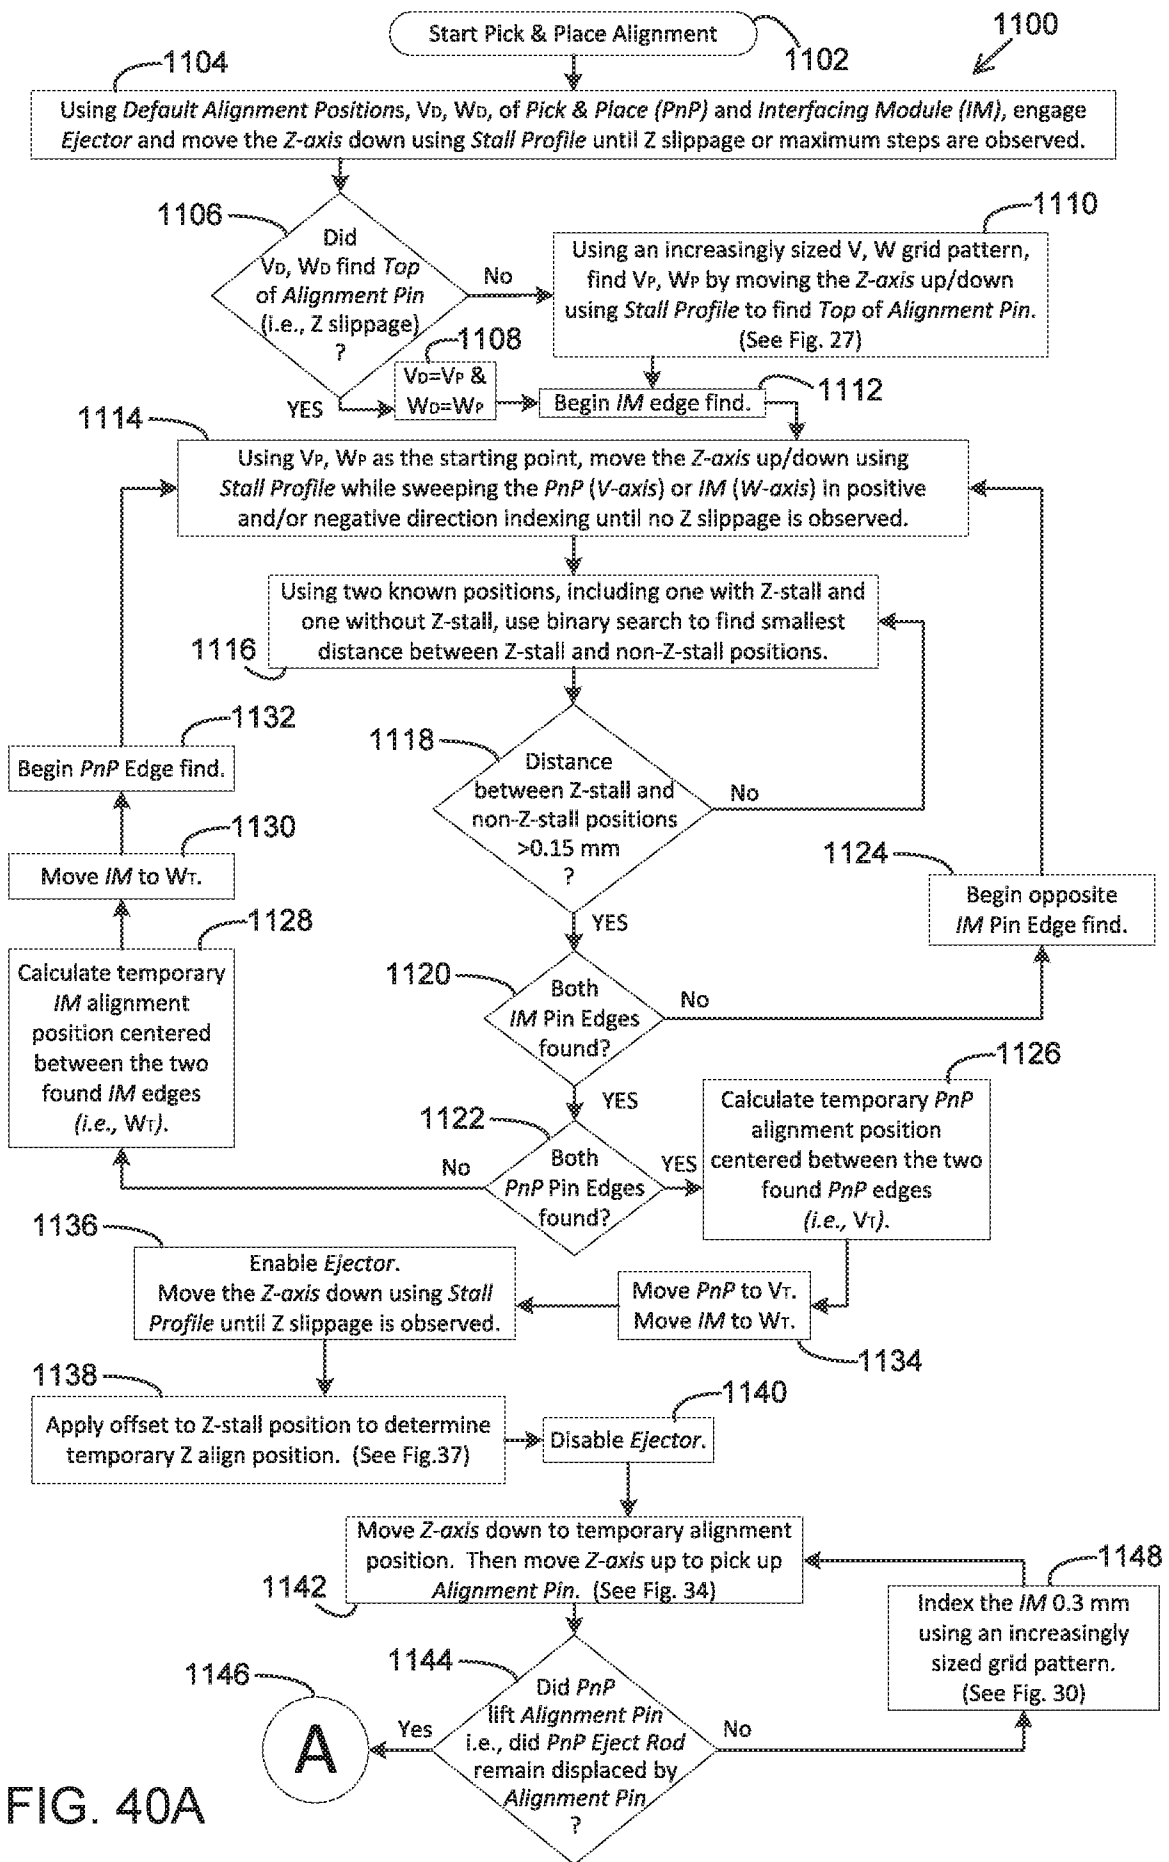 Start Pick & Place Alignment
1102
1100
1104
Using Default Alignment Positions, VD, WD, of Pick & Place (PnP) and Interfacing Module (IM), engage
Ejector and move the Z-axis down using Stall Profile until Z slippage or maximum steps are observed.
1106
Did
VD, WD find Top
of Alignment Pin
(i.e., Z slippage)
?
No
YES
1110
Using an increasingly sized V, W grid pattern,
find VP, WP by moving the Z-axis up/down
using Stall Profile to find Top of Alignment Pin.
(See Fig. 27)
1108
VD=VP &
WD=WP
Begin IM edge find.
1112
1114
Using VP, WP as the starting point, move the Z-axis up/down using
Stall Profile while sweeping the PnP (V-axis) or IM (W-axis) in positive
and/or negative direction indexing until no Z slippage is observed.
Using two known positions, including one with Z-stall and
one without Z-stall, use binary search to find smallest
distance between Z-stall and non-Z-stall positions.
1116
1118
Distance
between Z-stall and
non-Z-stall positions
>0.15 mm
?
No
YES
1132
Begin PnP Edge find.
1130
Move IM to WT.
1128
Calculate temporary
IM alignment
position centered
between the two
found IM edges
(i.e., WT).
1124
Begin opposite
IM Pin Edge find.
1120
Both
IM Pin Edges
found?
No
YES
1122
Both
PnP Pin Edges
found?
No
YES
1126
Calculate temporary PnP
alignment position
centered between the two
found PnP edges
(i.e., VT).
1136
Enable Ejector.
Move the Z-axis down using Stall
Profile until Z slippage is observed.
Move PnP to VT.
Move IM to WT.
1134
1138
Apply offset to Z-stall position to determine
temporary Z align position. (See Fig.37)
1140
Disable Ejector.
Move Z-axis down to temporary alignment
position. Then move Z-axis up to pick up
Alignment Pin. (See Fig. 34)
1142
1148
Index the IM 0.3 mm
using an increasingly
sized grid pattern.
(See Fig. 30)
1144
Did PnP
lift Alignment Pin
i.e., did PnP Eject Rod
remain displaced by
Alignment Pin
?
Yes
No
1146
A
FIG. 40A